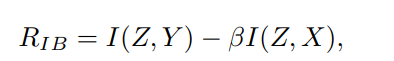 R_{IB} = I(Z, Y) − βI(Z, X),